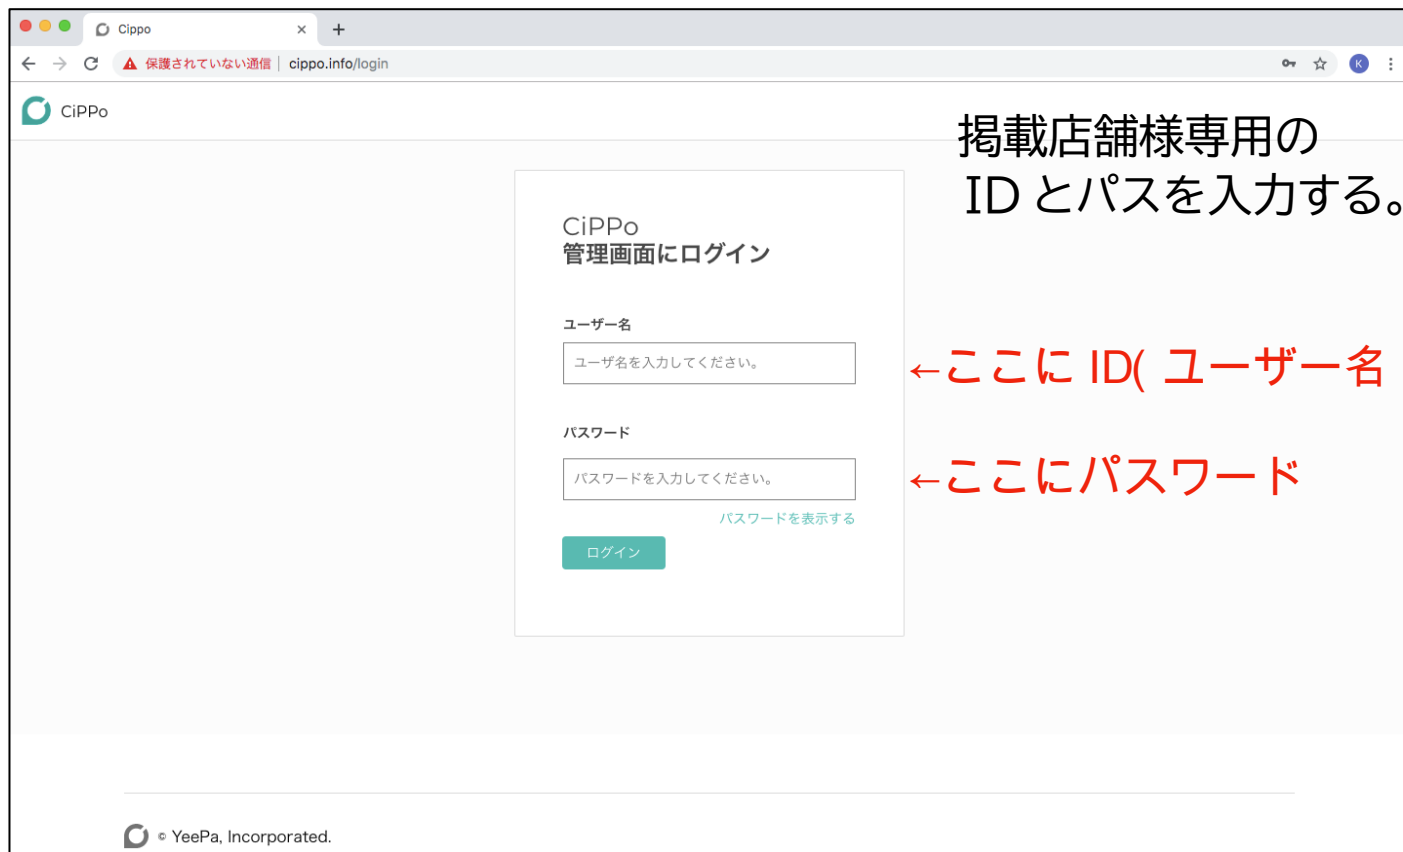 Cippo
保護されていない通信 | cippo.info/login
K
CiPPo
掲載店舗様専用の
IDとパスを入力する。
CiPPo
管理画面にログイン
ユーザー名
ユーザ名を入力してください。
←ここに ID( ユーザー名
パスワード
パスワードを入力してください。
←ここにパスワード
パスワードを表示する
ログイン
© YeePa, Incorporated.